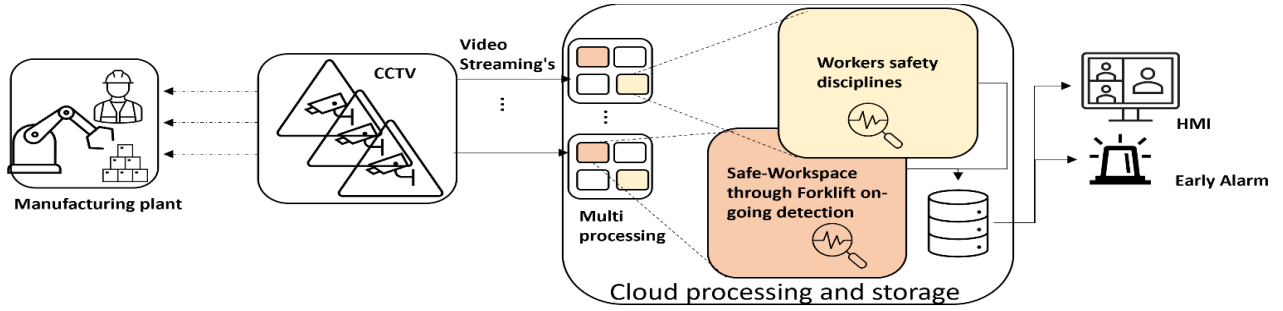 Manufacturing plant
CCTV
Video
Streaming's
...
...
Multi
processing
Workers safety
disciplines
Safe-Workspace
through Forklift on-
going detection
Cloud processing and storage
HMI
Early Alarm